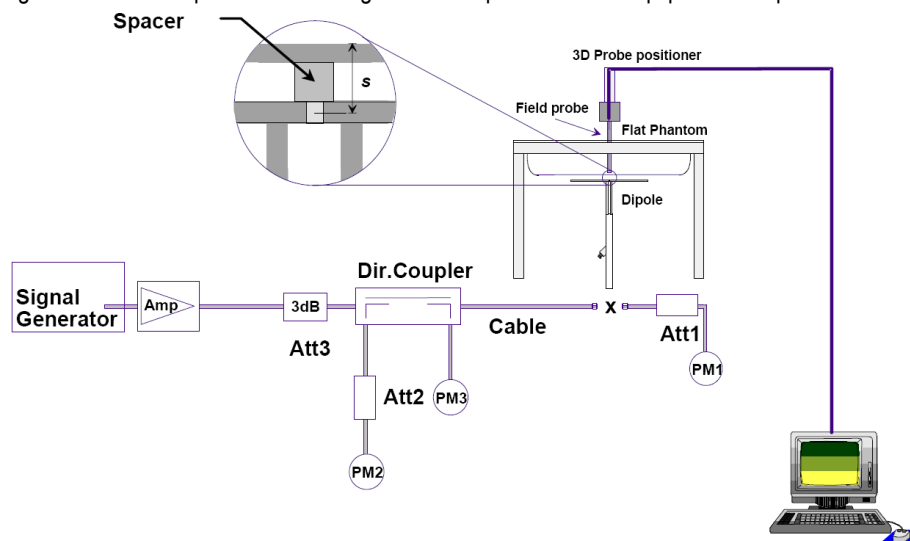 Spacer
s
3D Probe positioner
Field probe
Flat Phantom
Dipole
Dir.Coupler
Signal
Generator
Amp
3dB
Att3
Cable
x
Att1
PM1
Att2
PM3
PM2